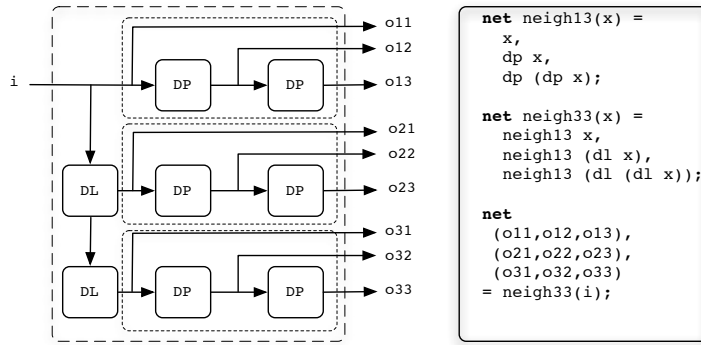 o11
o12
i
DP
DP
o13
o21
o22
DL
DP
DP
o23
o31
o32
DL
DP
DP
o33
net neigh13(x) =
x,
dp x,
dp (dp x);
net neigh33(x) =
neigh13 x,
neigh13 (dl x),
neigh13 (dl (dl x));
net
(o11,o12,o13),
(o21,o22,o23),
(o31,o32,o33)
= neigh33(i);